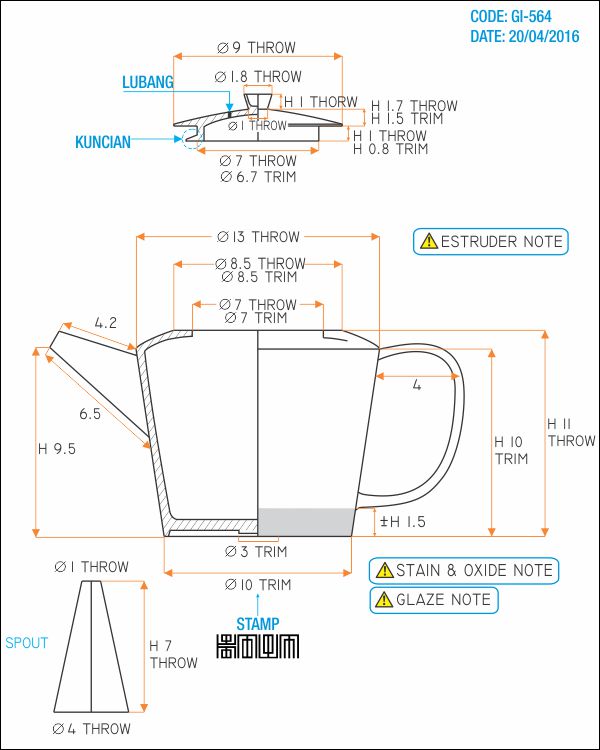 CODE: GI-564
DATE: 20/04/2016
Ø 9 THROW
Ø 1.8 THROW
LUBANG
H 1 THORW
H 1.7 THROW
H 1.5 TRIM
Ø 1 THROW
H 1 THROW
H 0.8 TRIM
KUNCIAN
Ø 7 THROW
Ø 6.7 TRIM
Ø 13 THROW
ESTRUDER NOTE
Ø 8.5 THROW
Ø 8.5 TRIM
Ø 7 THROW
Ø 7 TRIM
4.2
4
6.5
H 9.5
H 10
TRIM
H 11
THROW
±H 1.5
Ø 3 TRIM
Ø 10 TRIM
STAIN & OXIDE NOTE
GLAZE NOTE
Ø 1 THROW
STAMP
SPOUT
H 7
THROW
Ø 4 THROW